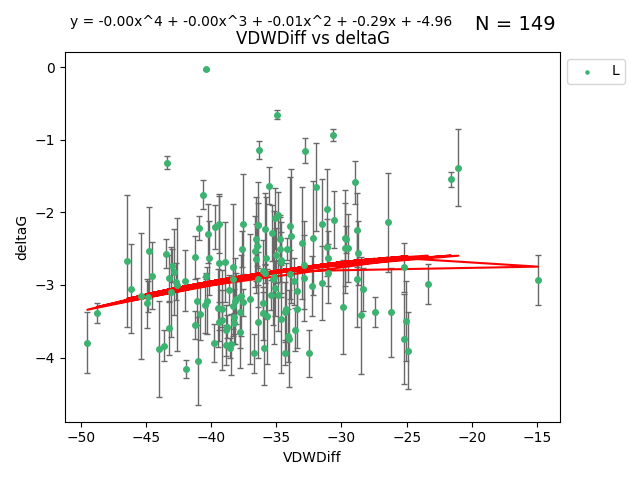 y = -0.00x^4 + -0.00x^3 + -0.01x^2 + -0.29x + -4.96 N = 149
VDWDiff vs deltaG
L
0
−1
−2
−3
−4
deltaG
−50 −45 −40 −35 −30 −25 −20 −15
VDWDiff